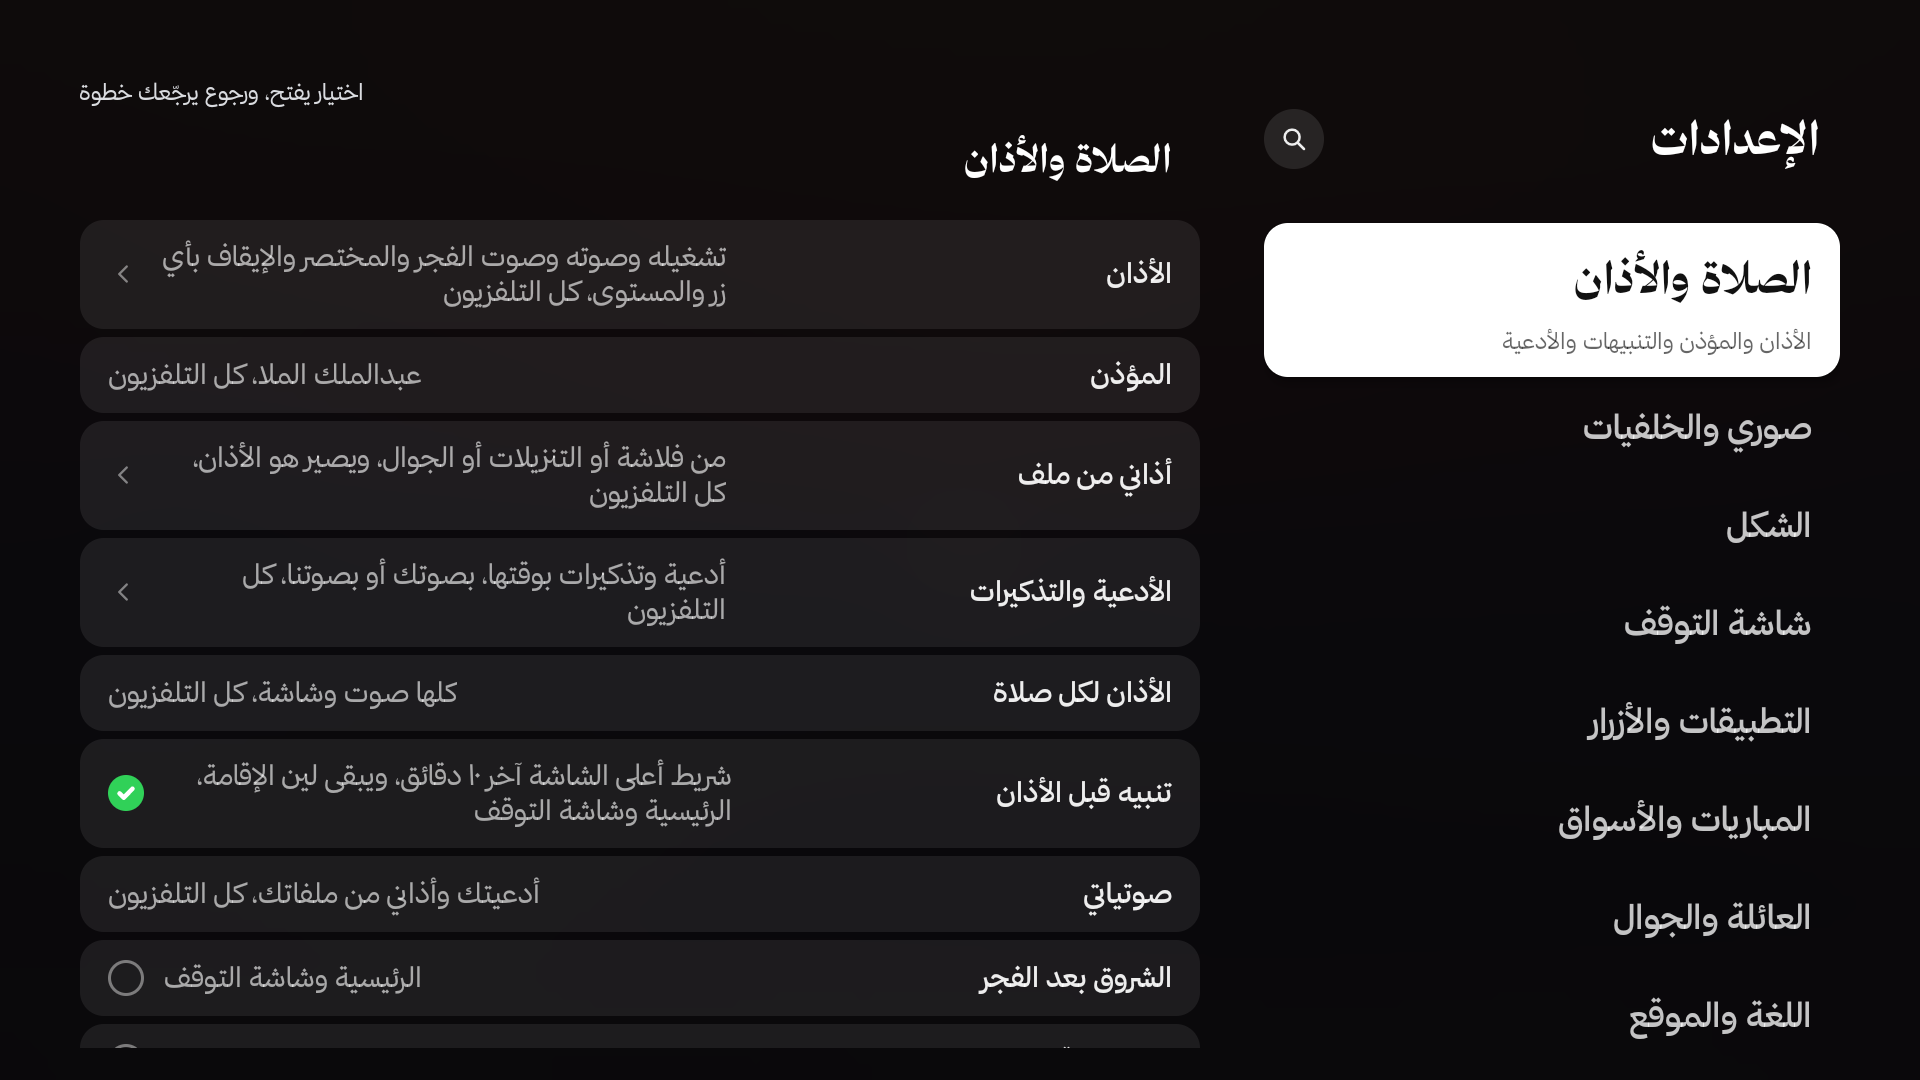 الإعدادات
الصلاة والأذان
الأذان والمؤذن والتنبيهات والأدعية
صوري والخلفيات
الشكل
شاشة التوقف
التطبيقات والأزرار
المباريات والأسواق
العائلة والجوال
اللغة والموقع
اختيار يفتح، ورجوع يرجّعك خطوة
الصلاة والأذان
الأذان
تشغيله وصوته وصوت الفجر والمختصر والإيقاف بأي
زر والمستوى، كل التلفزيون
المؤذن
عبدالملك الملا، كل التلفزيون
أذاني من ملف
من فلاشة أو التنزيلات أو الجوال، ويصير هو الأذان،
كل التلفزيون
الأدعية والتذكيرات
أدعية وتذكيرات بوقتها، بصوتك أو بصوتنا، كل
التلفزيون
الأذان لكل صلاة
كلها صوت وشاشة، كل التلفزيون
تنبيه قبل الأذان
شريط أعلى الشاشة آخر ١٠ دقائق، ويبقى لين الإقامة،
الرئيسية وشاشة التوقف
صوتياتي
أدعيتك وأذاني من ملفاتك، كل التلفزيون
الشروق بعد الفجر
الرئيسية وشاشة التوقف